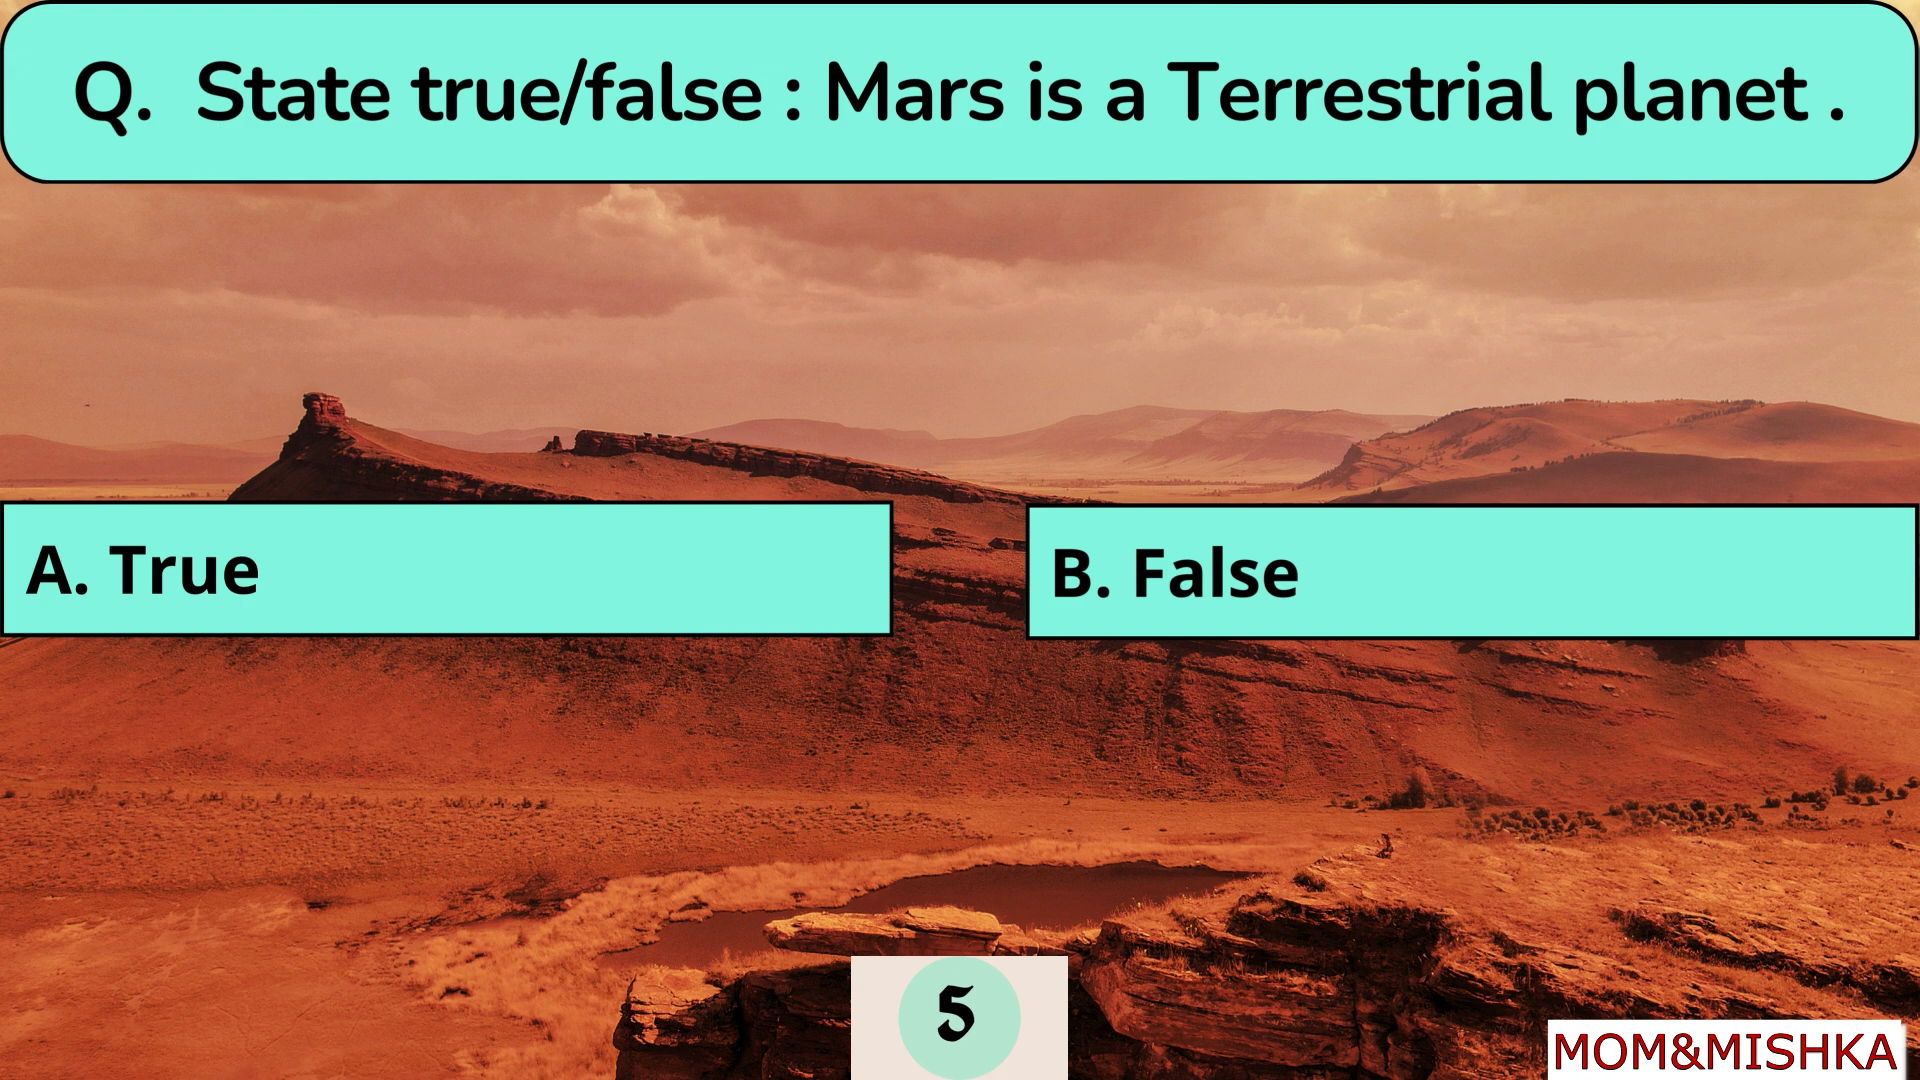 Q. State true/false : Mars is a Terrestrial planet .
A. True
B. False
5
MOM&MISHKA